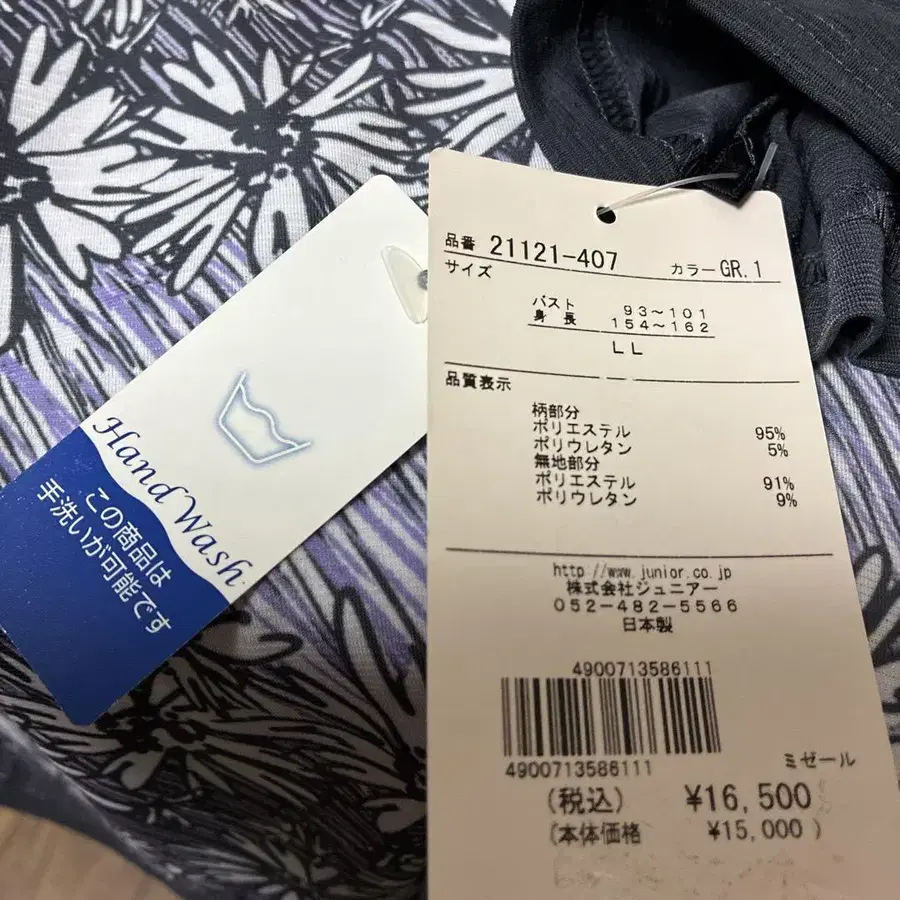 Hand Wash
この商品は
手洗いが可能です
品番 21121-407 カラーGR.1
サイズ
バスト 93～101
身長 154～162
LL
品質表示
柄部分
ポリエステル 95%
ポリウレタン 5%
無地部分
ポリエステル 91%
ポリウレタン 9%
http://www.junior.co.jp
株式会社ジュニアー
052-482-5566
日本製
4900713586111
4900713586111
ミゼール
(税込) ¥16,500
(本体価格 ¥15,000 )